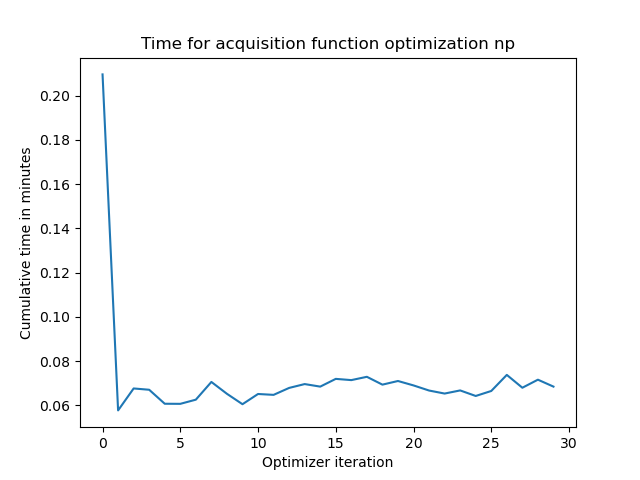 Time for acquisition function optimization np
0.20
0.18
0.16
0.14
0.12
0.10
0.08
0.06
Cumulative time in minutes
0 5 10 15 20 25 30
Optimizer iteration